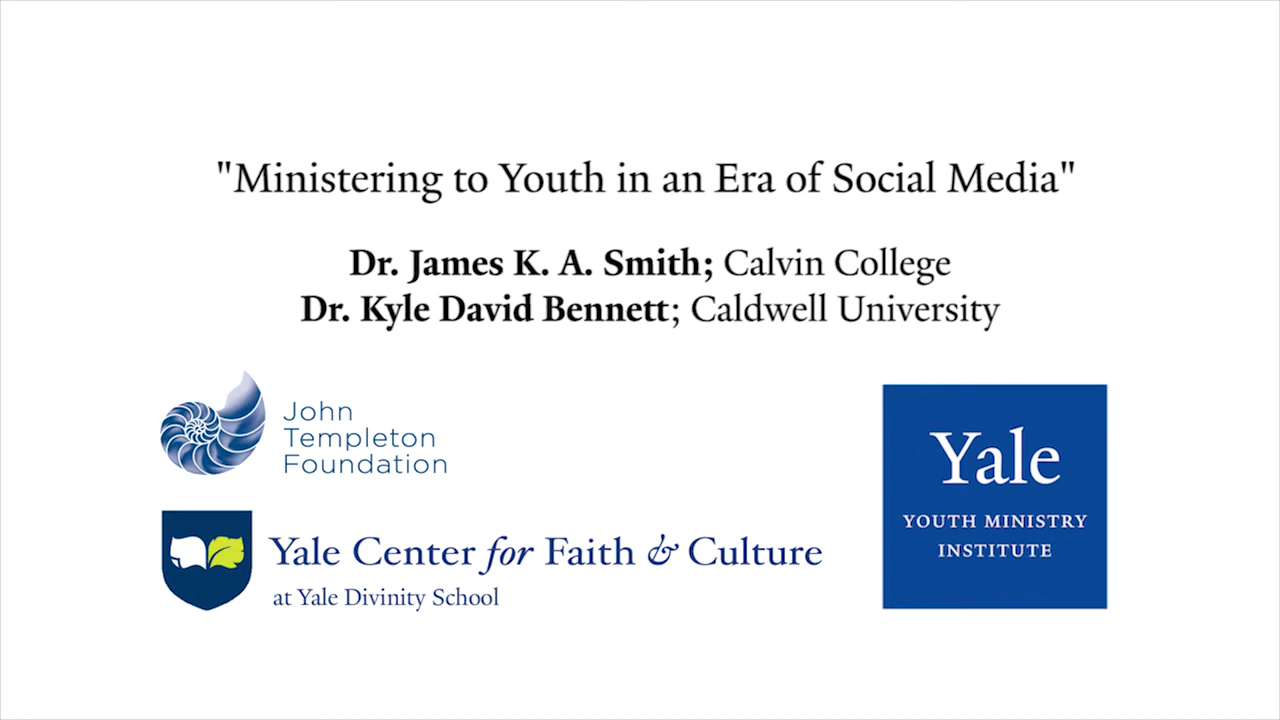 "Ministering to Youth in an Era of Social Media"
Dr. James K. A. Smith; Calvin College
Dr. Kyle David Bennett; Caldwell University
John
Templeton
Foundation
Yale Center for Faith & Culture
at Yale Divinity School
Yale
YOUTH MINISTRY
INSTITUTE